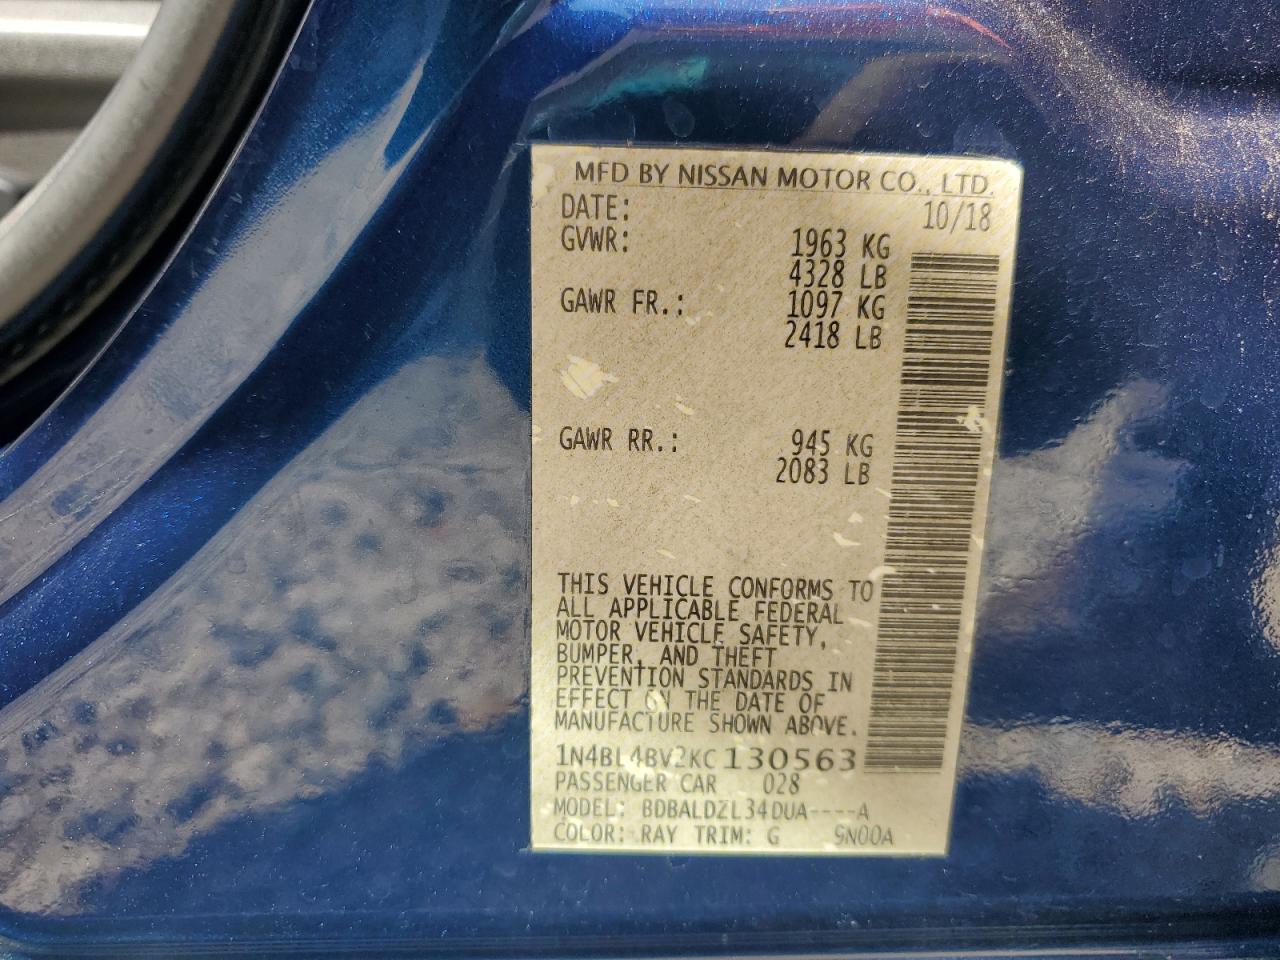 MFD BY NISSAN MOTOR CO., LTD.
DATE: 10/18
GVWR: 1963 KG
4328 LB
GAWR FR.: 1097 KG
2418 LB
GAWR RR.: 945 KG
2083 LB
THIS VEHICLE CONFORMS TO
ALL APPLICABLE FEDERAL
MOTOR VEHICLE SAFETY,
BUMPER, AND THEFT
PREVENTION STANDARDS IN
EFFECT ON THE DATE OF
MANUFACTURE SHOWN ABOVE.
1N4BL4BV2KC130563
PASSENGER CAR 028
MODEL: BDBALDZL34DUA----A
COLOR: RAY TRIM: G 9N00A